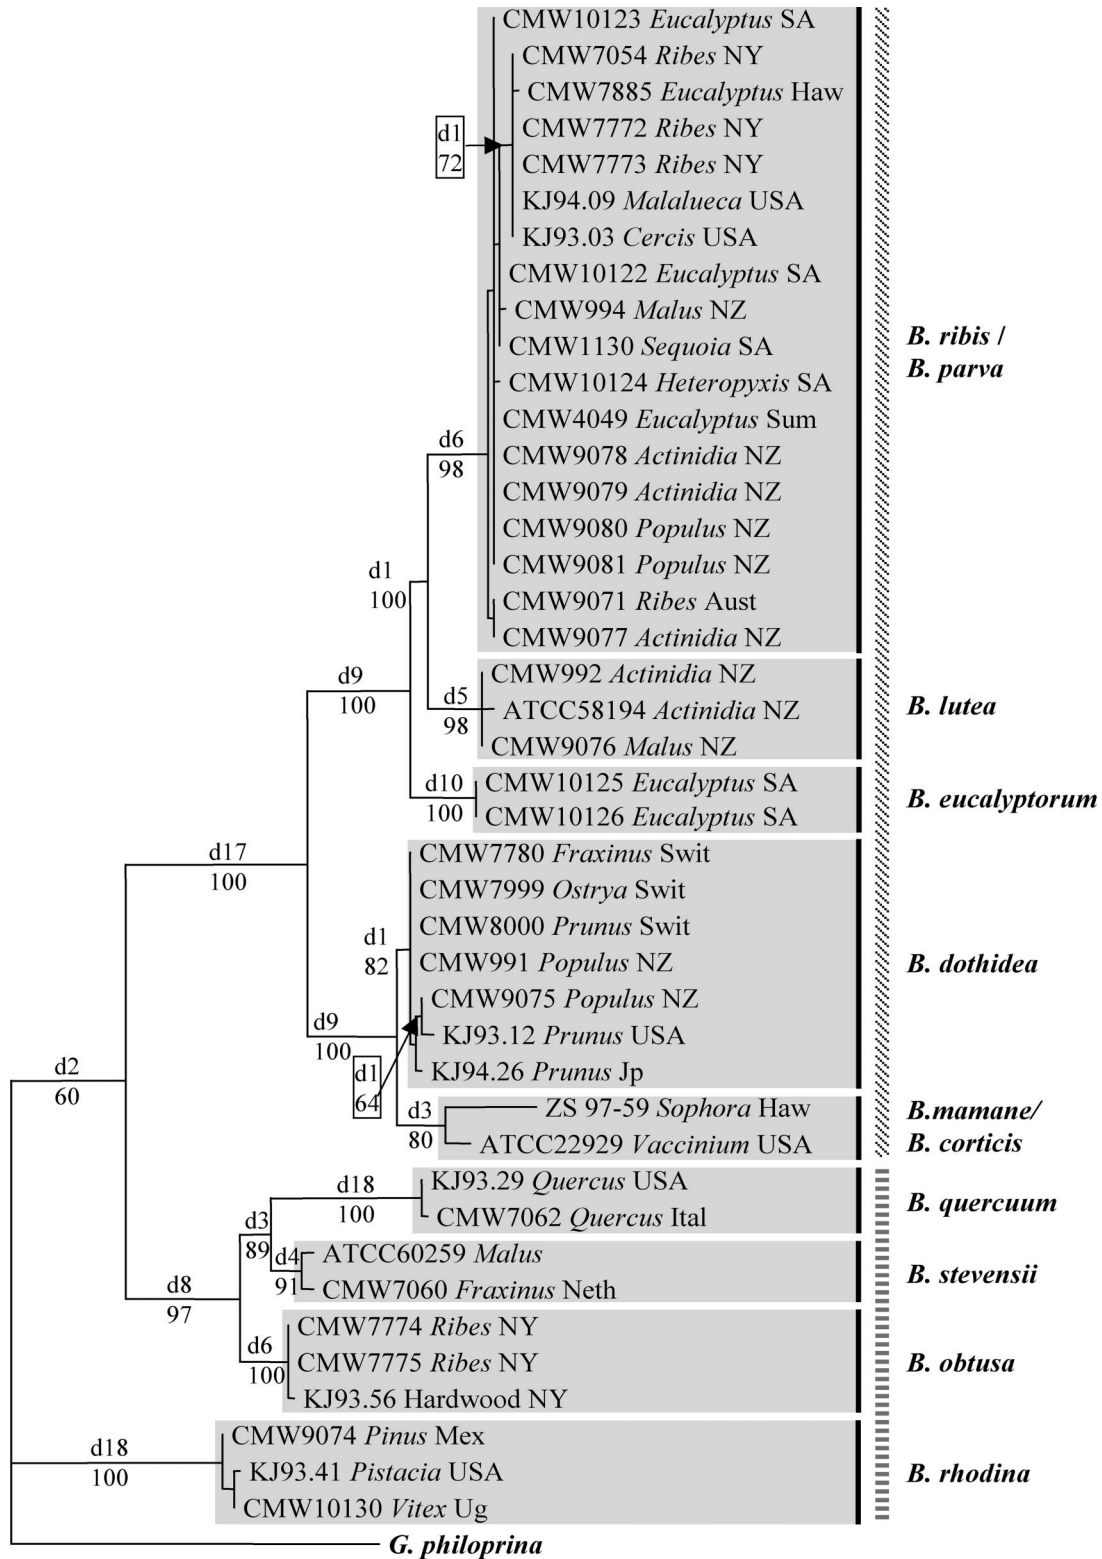 CMW10123 Eucalyptus SA
CMW7054 Ribes NY
CMW7885 Eucalyptus Haw
d1
72
CMW7772 Ribes NY
CMW7773 Ribes NY
KJ94.09 Malalueca USA
KJ93.03 Cercis USA
CMW10122 Eucalyptus SA
CMW994 Malus NZ
CMW1130 Sequoia SA
B. ribis /
B. parva
CMW10124 Heteropyxis SA
CMW4049 Eucalyptus Sum
d6
98
CMW9078 Actinidia NZ
CMW9079 Actinidia NZ
CMW9080 Populus NZ
CMW9081 Populus NZ
d1
100
CMW9071 Ribes Aust
CMW9077 Actinidia NZ
d9
100
CMW992 Actinidia NZ
d5
98
ATCC58194 Actinidia NZ
CMW9076 Malus NZ
B. lutea
d10
100
CMW10125 Eucalyptus SA
CMW10126 Eucalyptus SA
B. eucalyptorum
d17
100
CMW7780 Fraxinus Swit
CMW7999 Ostrya Swit
CMW8000 Prunus Swit
d1
82
CMW991 Populus NZ
B. dothidea
CMW9075 Populus NZ
d9
100
KJ93.12 Prunus USA
d1
64
KJ94.26 Prunus Jp
d2
60
ZS 97-59 Sophora Haw
d3
80
ATCC22929 Vaccinium USA
B.mamane/
B. corticis
d18
100
KJ93.29 Quercus USA
CMW7062 Quercus Ital
B. quercuum
d3
89
d4
91
ATCC60259 Malus
CMW7060 Fraxinus Neth
B. stevensii
d8
97
CMW7774 Ribes NY
d6
100
CMW7775 Ribes NY
KJ93.56 Hardwood NY
B. obtusa
CMW9074 Pinus Mex
d18
100
KJ93.41 Pistacia USA
CMW10130 Vitex Ug
B. rhodina
G. philoprina